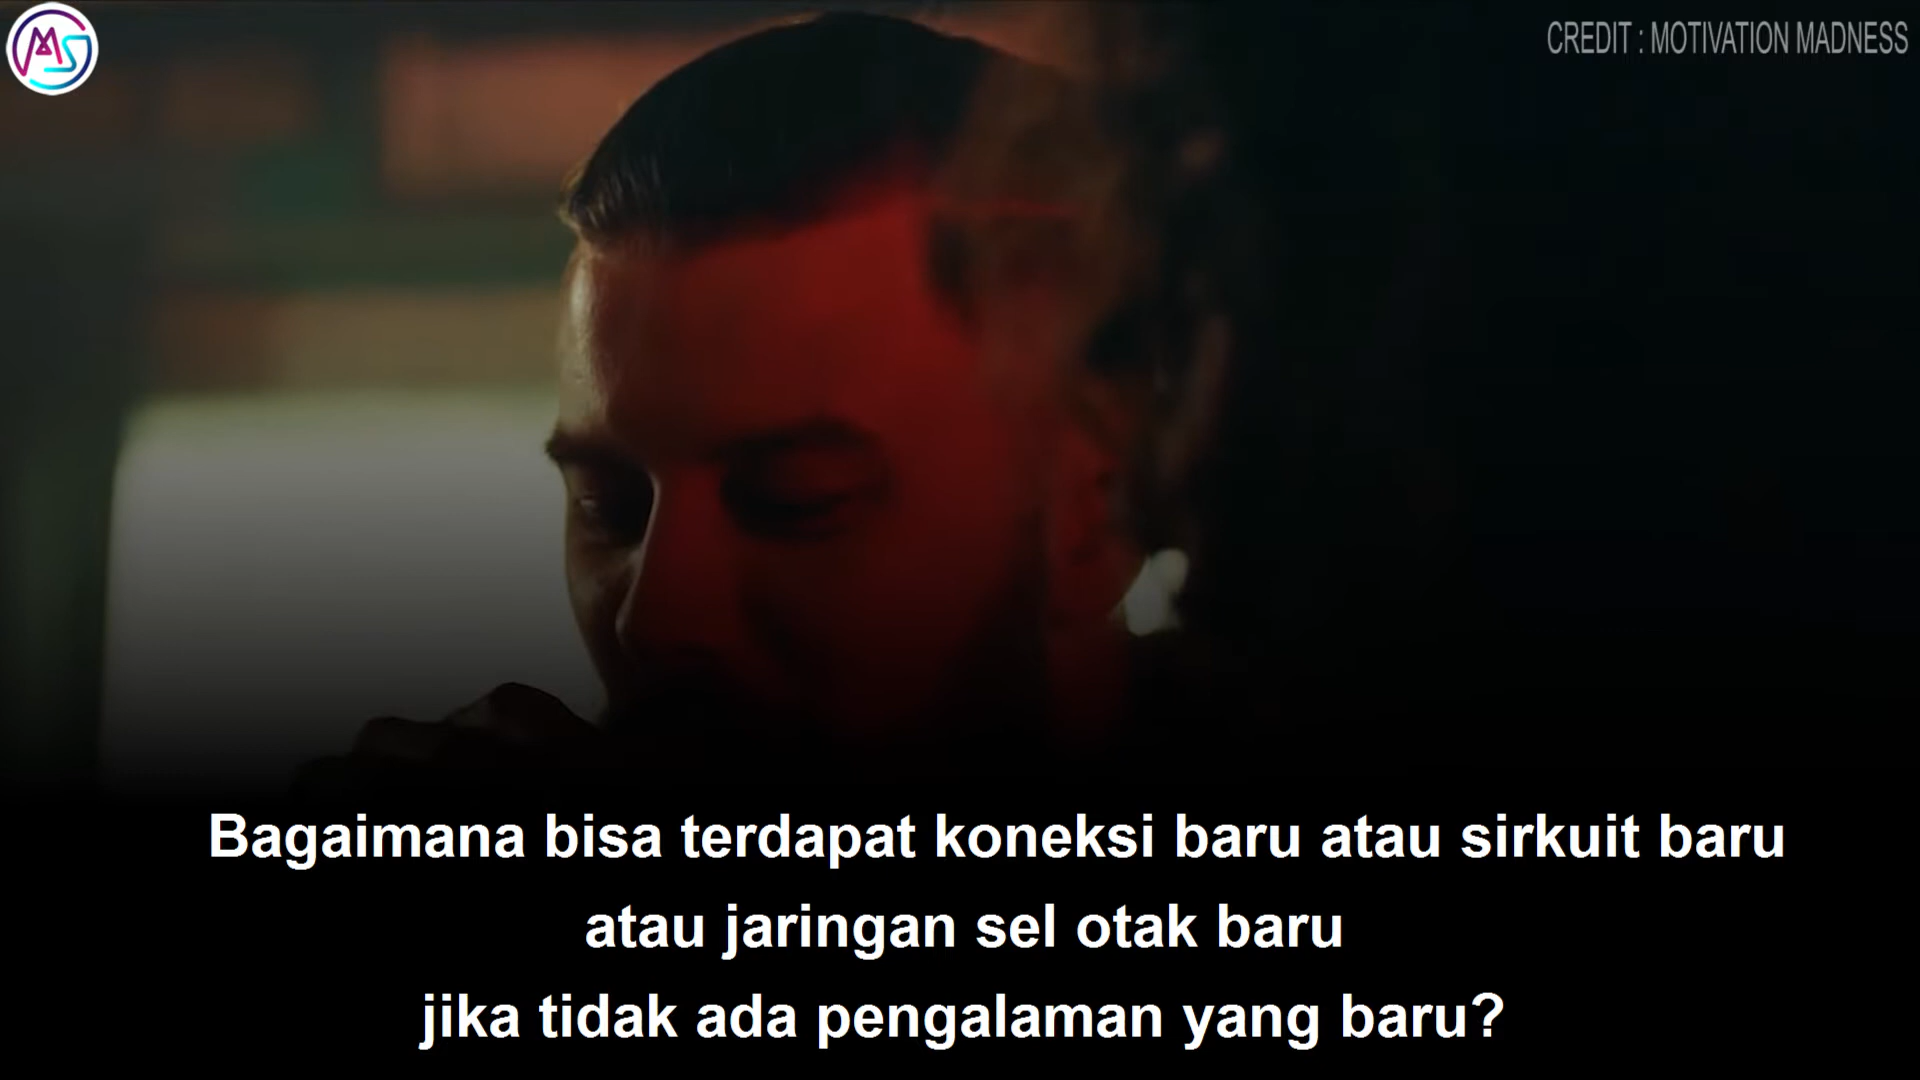 MS
CREDIT : MOTIVATION MADNESS
Bagaimana bisa terdapat koneksi baru atau sirkuit baru
atau jaringan sel otak baru
jika tidak ada pengalaman yang baru?